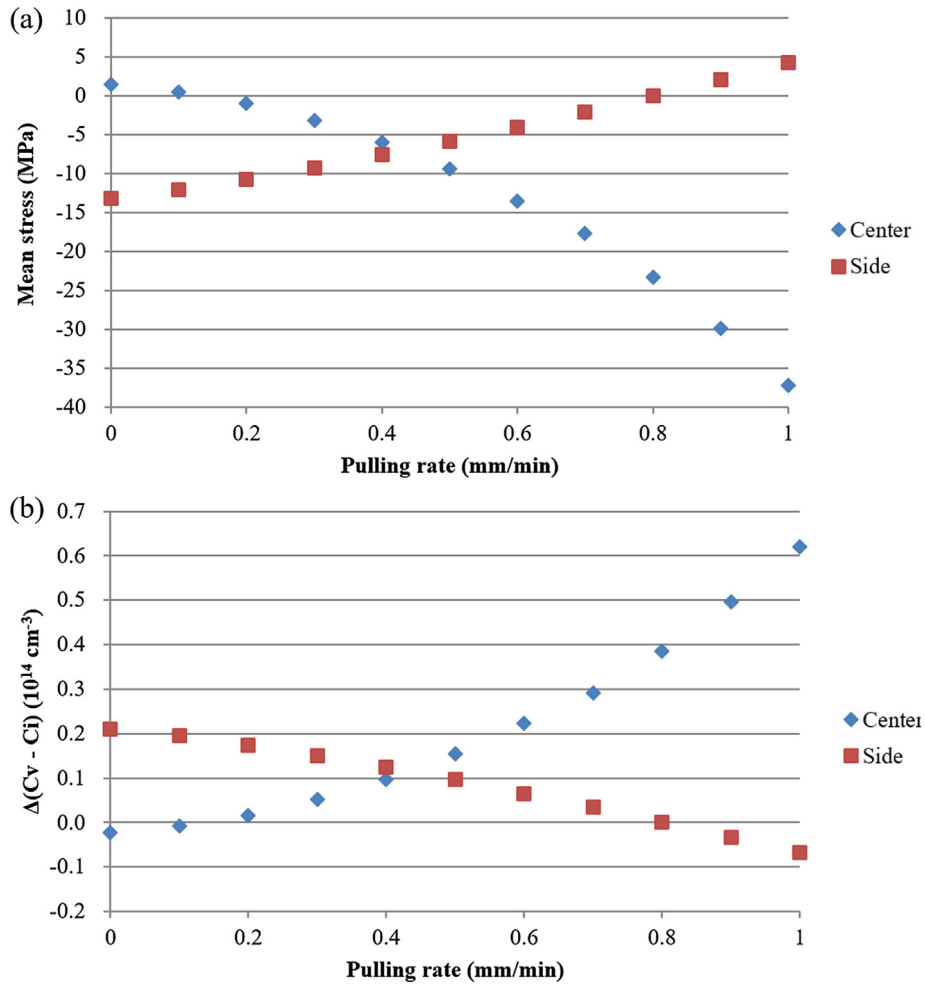 (a)
10
5
0
-5
-10
-15
-20
-25
-30
-35
-40
Mean stress (MPa)
0 0.2 0.4 0.6 0.8 1
Pulling rate (mm/min)
Center
Side
(b)
0.7
0.6
0.5
0.4
0.3
0.2
0.1
0.0
-0.1
-0.2
Δ(Cv - Ci) (10¹⁴ cm⁻³)
0 0.2 0.4 0.6 0.8 1
Pulling rate (mm/min)
Center
Side